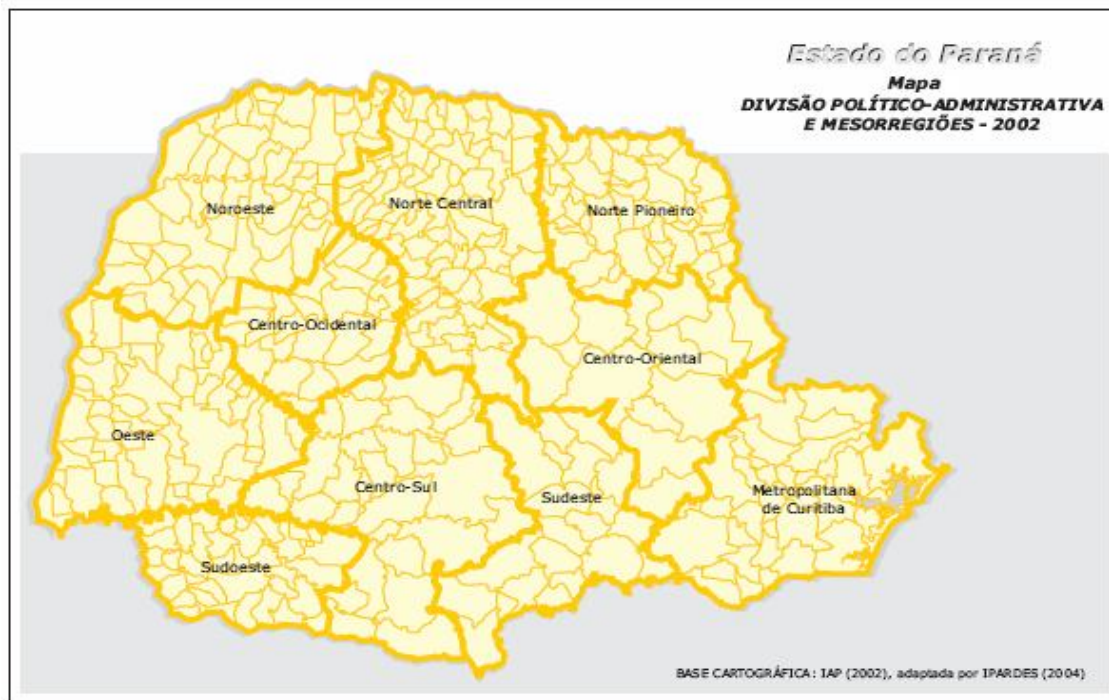 Estado do Paraná
Mapa
DIVISÃO POLÍTICO-ADMINISTRATIVA
E MESORREGIÕES - 2002
Noroeste
Norte Central
Norte Pioneiro
Centro-Ocidental
Centro-Oriental
Oeste
Centro-Sul
Sudeste
Metropolitana
de Curitiba
Sudoeste
BASE CARTOGRÁFICA: IAP (2002), adaptada por IPARDES (2004)